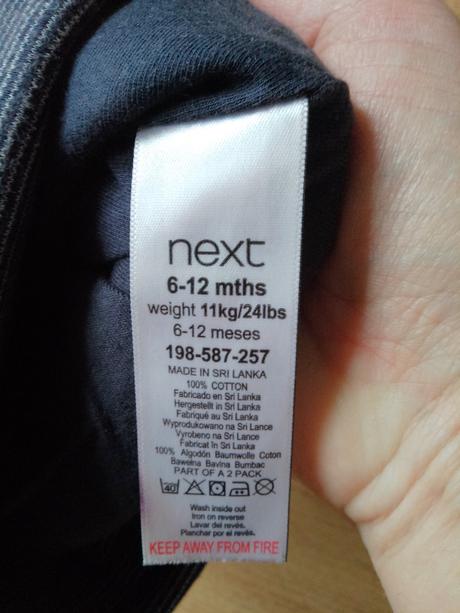 next
6-12 mths
weight 11kg/24lbs
6-12 meses
198-587-257
MADE IN SRI LANKA
100% COTTON
Fabricado en Sri Lanka
Hergestellt in Sri Lanka
Fabriqué au Sri Lanka
Wyprodukowano na Sri Lance
Vyrobeno na Sri Lance
Fabricat în Sri Lanka
100% Algodón Baumwolle Coton
Bawełna Bavlna Bumbac
PART OF A 2 PACK
40
Wash inside out
Iron on reverse
Lavar del revés.
Planchar por el revés.
KEEP AWAY FROM FIRE